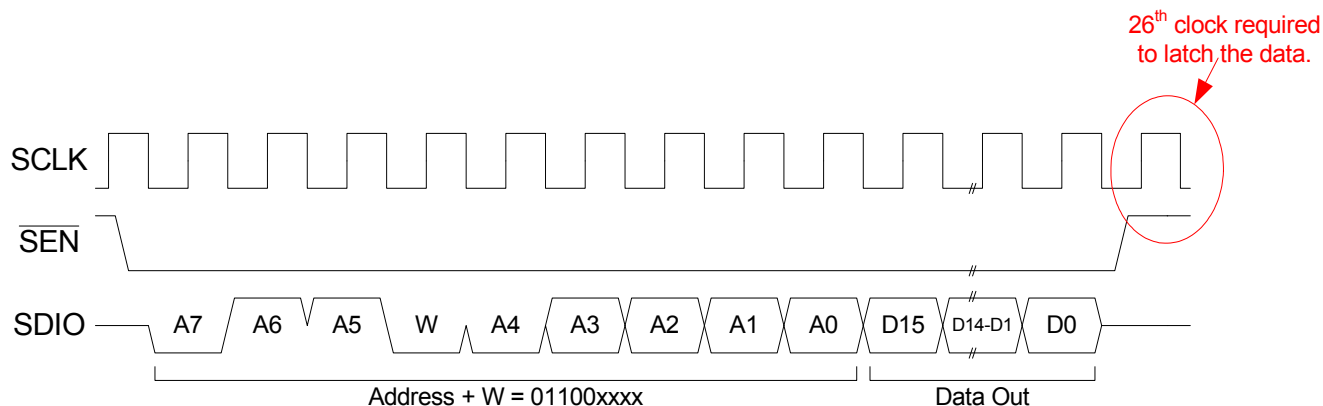 26th clock required
to latch the data.
SCLK
SEN
SDIO
A7 A6 A5 W A4 A3 A2 A1 A0 D15 D14-D1 D0
Address + W = 01100xxxx
Data Out